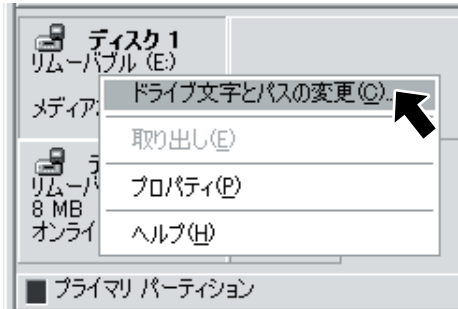 ディスク 1
リムーバブル (E:)
メディア
ドライブ文字とパスの変更(C)...
取り出し(E)
プロパティ(P)
ヘルプ(H)
リムーバ
8 MB
オンライ
プライマリ パーティション